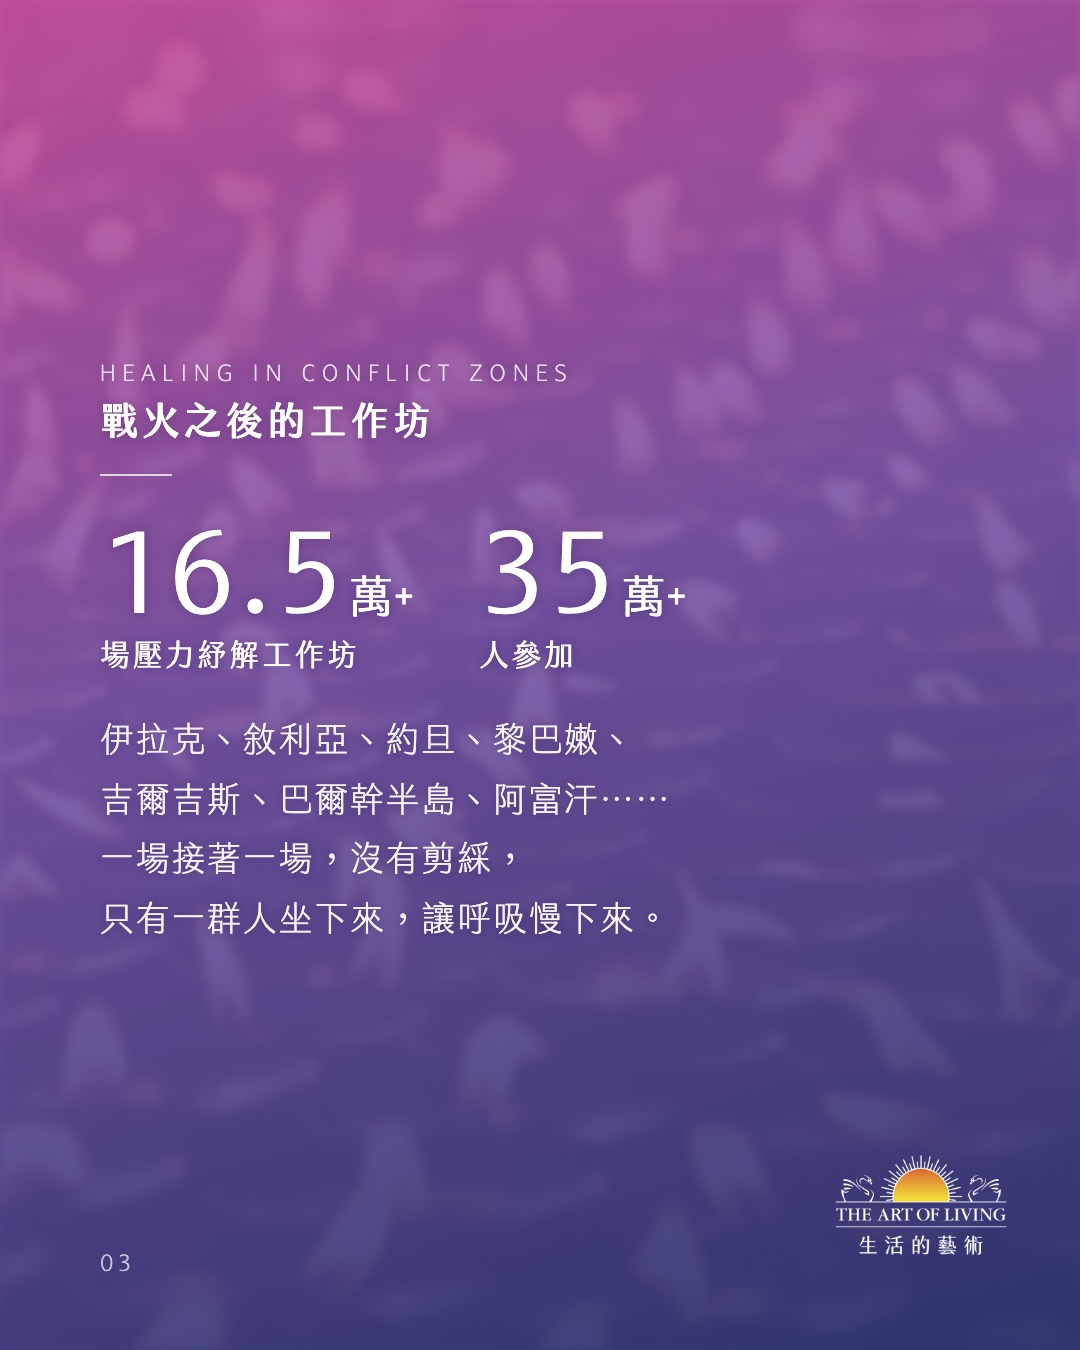 HEALING IN CONFLICT ZONES
戰火之後的工作坊
16.5萬+ 35萬+
場壓力紓解工作坊 人參加
伊拉克、敘利亞、約旦、黎巴嫩、
吉爾吉斯、巴爾幹半島、阿富汗⋯⋯
一場接著一場，沒有剪綵，
只有一群人坐下來，讓呼吸慢下來。
THE ART OF LIVING
生活的藝術
03